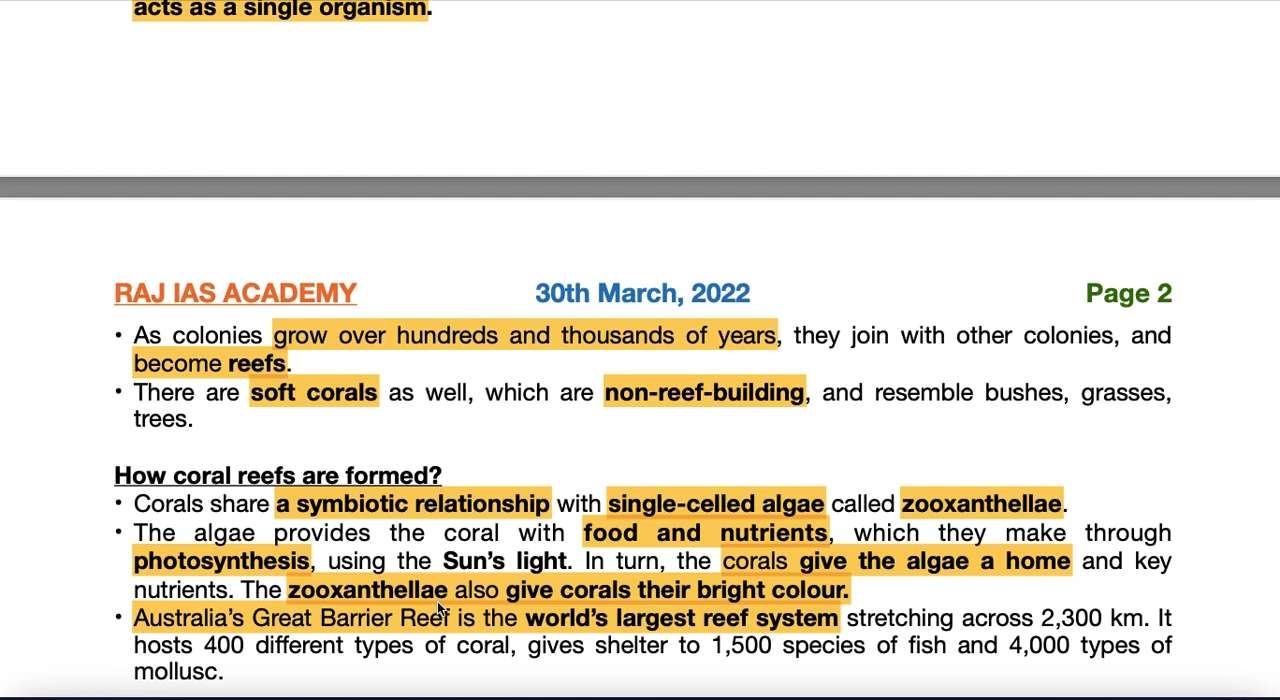 acts as a single organism.
RAJ IAS ACADEMY 30th March, 2022 Page 2
• As colonies grow over hundreds and thousands of years, they join with other colonies, and
become reefs.
• There are soft corals as well, which are non-reef-building, and resemble bushes, grasses,
trees.
How coral reefs are formed?
• Corals share a symbiotic relationship with single-celled algae called zooxanthellae.
• The algae provides the coral with food and nutrients, which they make through
photosynthesis, using the Sun’s light. In turn, the corals give the algae a home and key
nutrients. The zooxanthellae also give corals their bright colour.
• Australia’s Great Barrier Reef is the world’s largest reef system stretching across 2,300 km. It
hosts 400 different types of coral, gives shelter to 1,500 species of fish and 4,000 types of
mollusc.